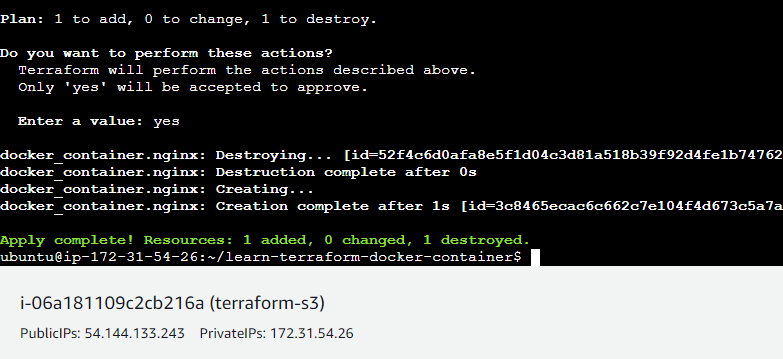 Plan: 1 to add, 0 to change, 1 to destroy.
Do you want to perform these actions?
Terraform will perform the actions described above.
Only 'yes' will be accepted to approve.
Enter a value: yes
docker_container.nginx: Destroying... [id=52f4c6d0afa8e5f1d04c3d81a518b39f92d4fe1b74762
docker_container.nginx: Destruction complete after 0s
docker_container.nginx: Creating...
docker_container.nginx: Creation complete after 1s [id=3c8465ecac6c662c7e104f4d673c5a7a
Apply complete! Resources: 1 added, 0 changed, 1 destroyed.
ubuntu@ip-172-31-54-26:~/learn-terraform-docker-container$
i-06a181109c2cb216a (terraform-s3)
PublicIPs: 54.144.133.243 PrivateIPs: 172.31.54.26